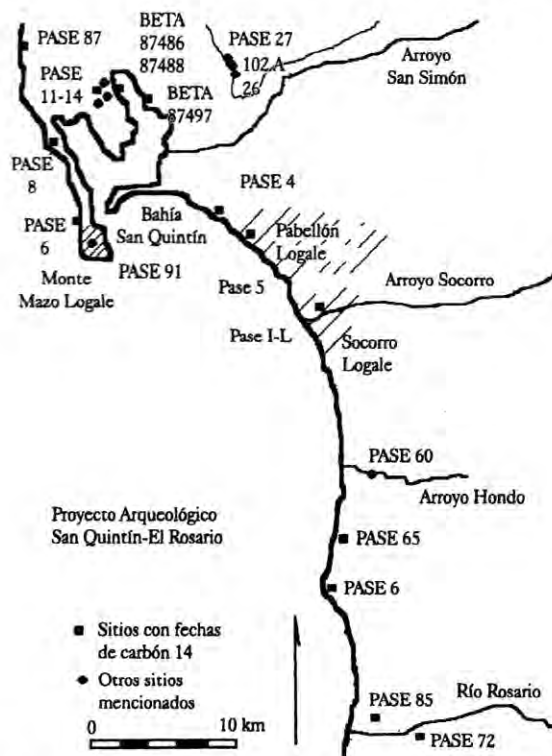 PASE 87
BETA
87486
87488
PASE 27
102 A
26
Arroyo
San Simón
PASE
11-14
BETA
87497
PASE
8
PASE 4
PASE
6
Bahía
San Quintín
Pabellón
Logale
PASE 91
Monte
Mazo Logale
Pase 5
Arroyo Socorro
Pase I-L
Socorro
Logale
PASE 60
Arroyo Hondo
Proyecto Arqueológico
San Quintín-El Rosario
PASE 65
PASE 6
Sitios con fechas
de carbón 14
Otros sitios
mencionados
0 10 km
PASE 85
Río Rosario
PASE 72